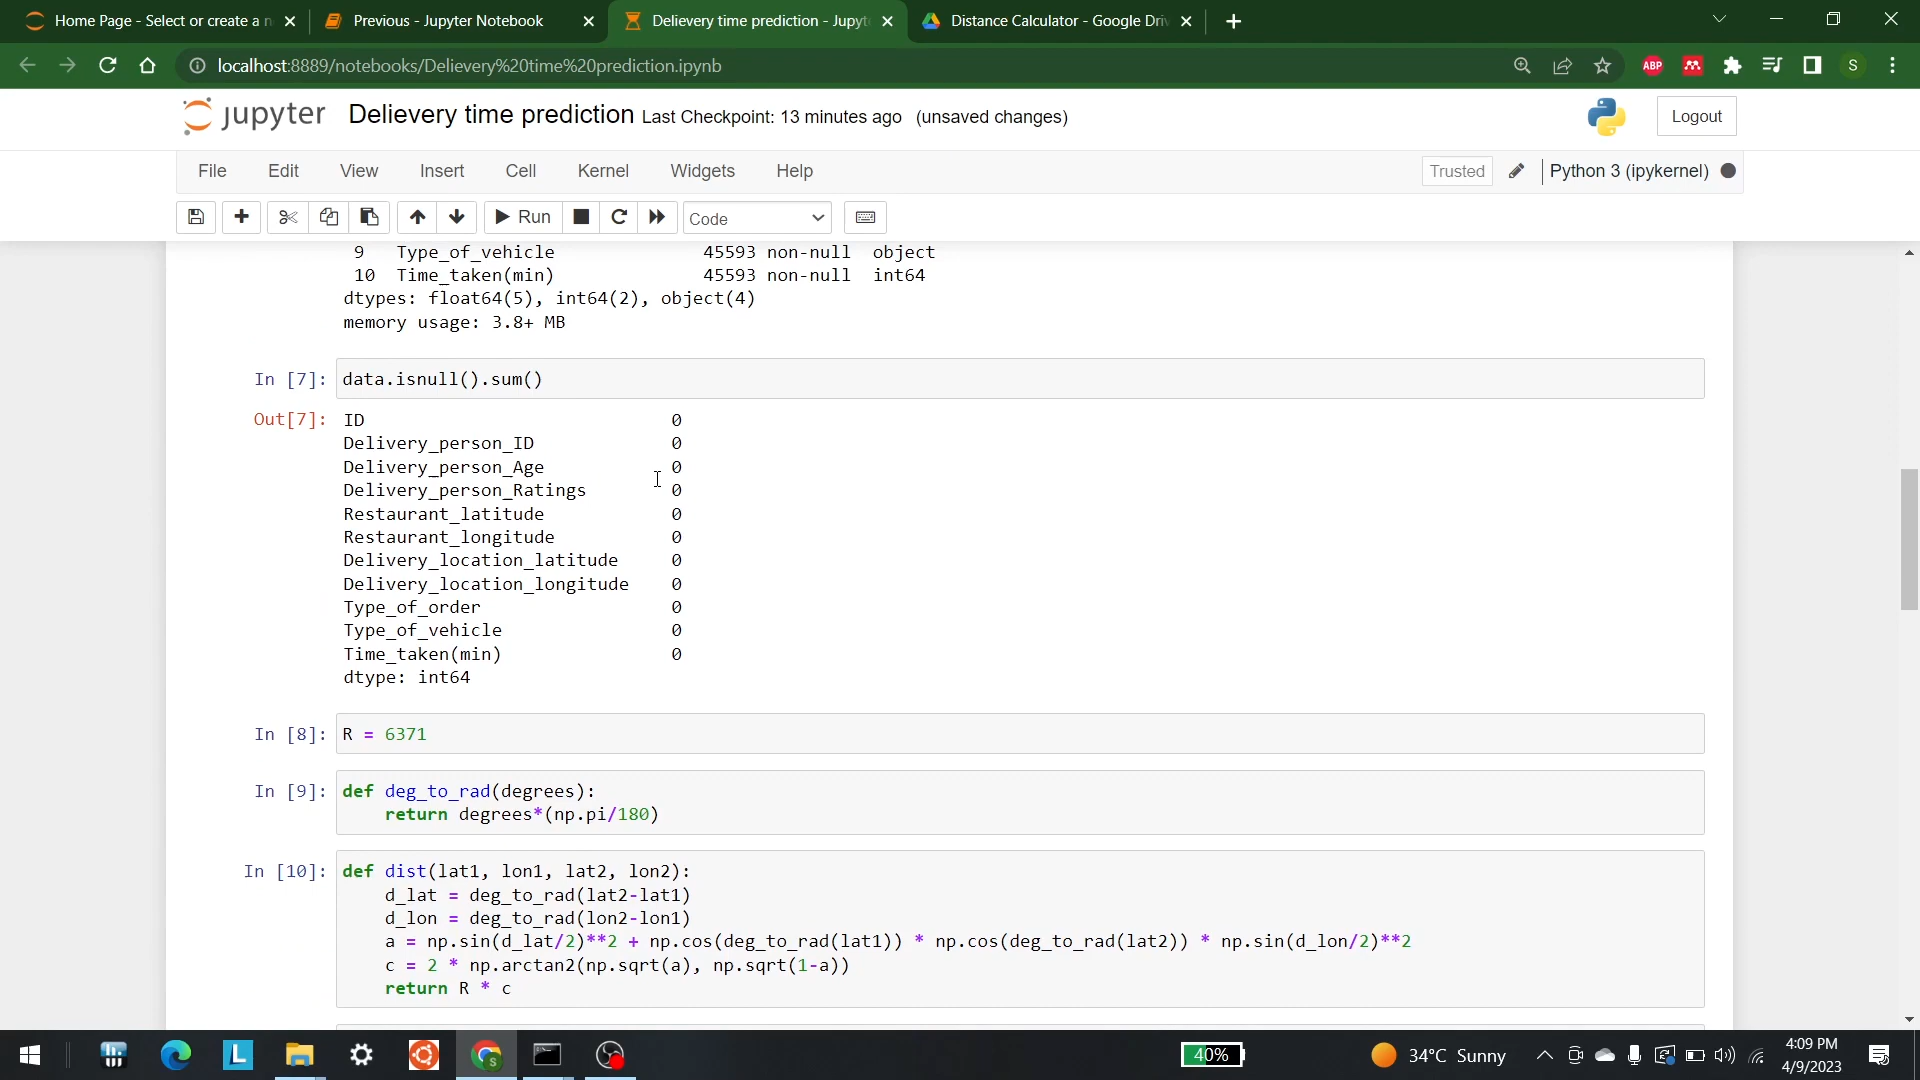 Home Page - Select or create a n
Previous - Jupyter Notebook
Delievery time prediction - Jupyt
Distance Calculator - Google Driv
localhost:8889/notebooks/Delievery%20time%20prediction.ipynb
ABP
S
jupyter Delievery time prediction Last Checkpoint: 13 minutes ago (unsaved changes)
Logout
File Edit View Insert Cell Kernel Widgets Help
Trusted
Python 3 (ipykernel)
Run
Code
9 Type_of_vehicle 45593 non-null object
10 Time_taken(min) 45593 non-null int64
dtypes: float64(5), int64(2), object(4)
memory usage: 3.8+ MB
In [7]: data.isnull().sum()
Out[7]: ID 0
Delivery_person_ID 0
Delivery_person_Age 0
Delivery_person_Ratings 0
Restaurant_latitude 0
Restaurant_longitude 0
Delivery_location_latitude 0
Delivery_location_longitude 0
Type_of_order 0
Type_of_vehicle 0
Time_taken(min) 0
dtype: int64
In [8]: R = 6371
In [9]: def deg_to_rad(degrees):
return degrees*(np.pi/180)
In [10]: def dist(lat1, lon1, lat2, lon2):
d_lat = deg_to_rad(lat2-lat1)
d_lon = deg_to_rad(lon2-lon1)
a = np.sin(d_lat/2)**2 + np.cos(deg_to_rad(lat1)) * np.cos(deg_to_rad(lat2)) * np.sin(d_lon/2)**2
c = 2 * np.arctan2(np.sqrt(a), np.sqrt(1-a))
return R * c
L
S
40%
34°C Sunny
4:09 PM
4/9/2023